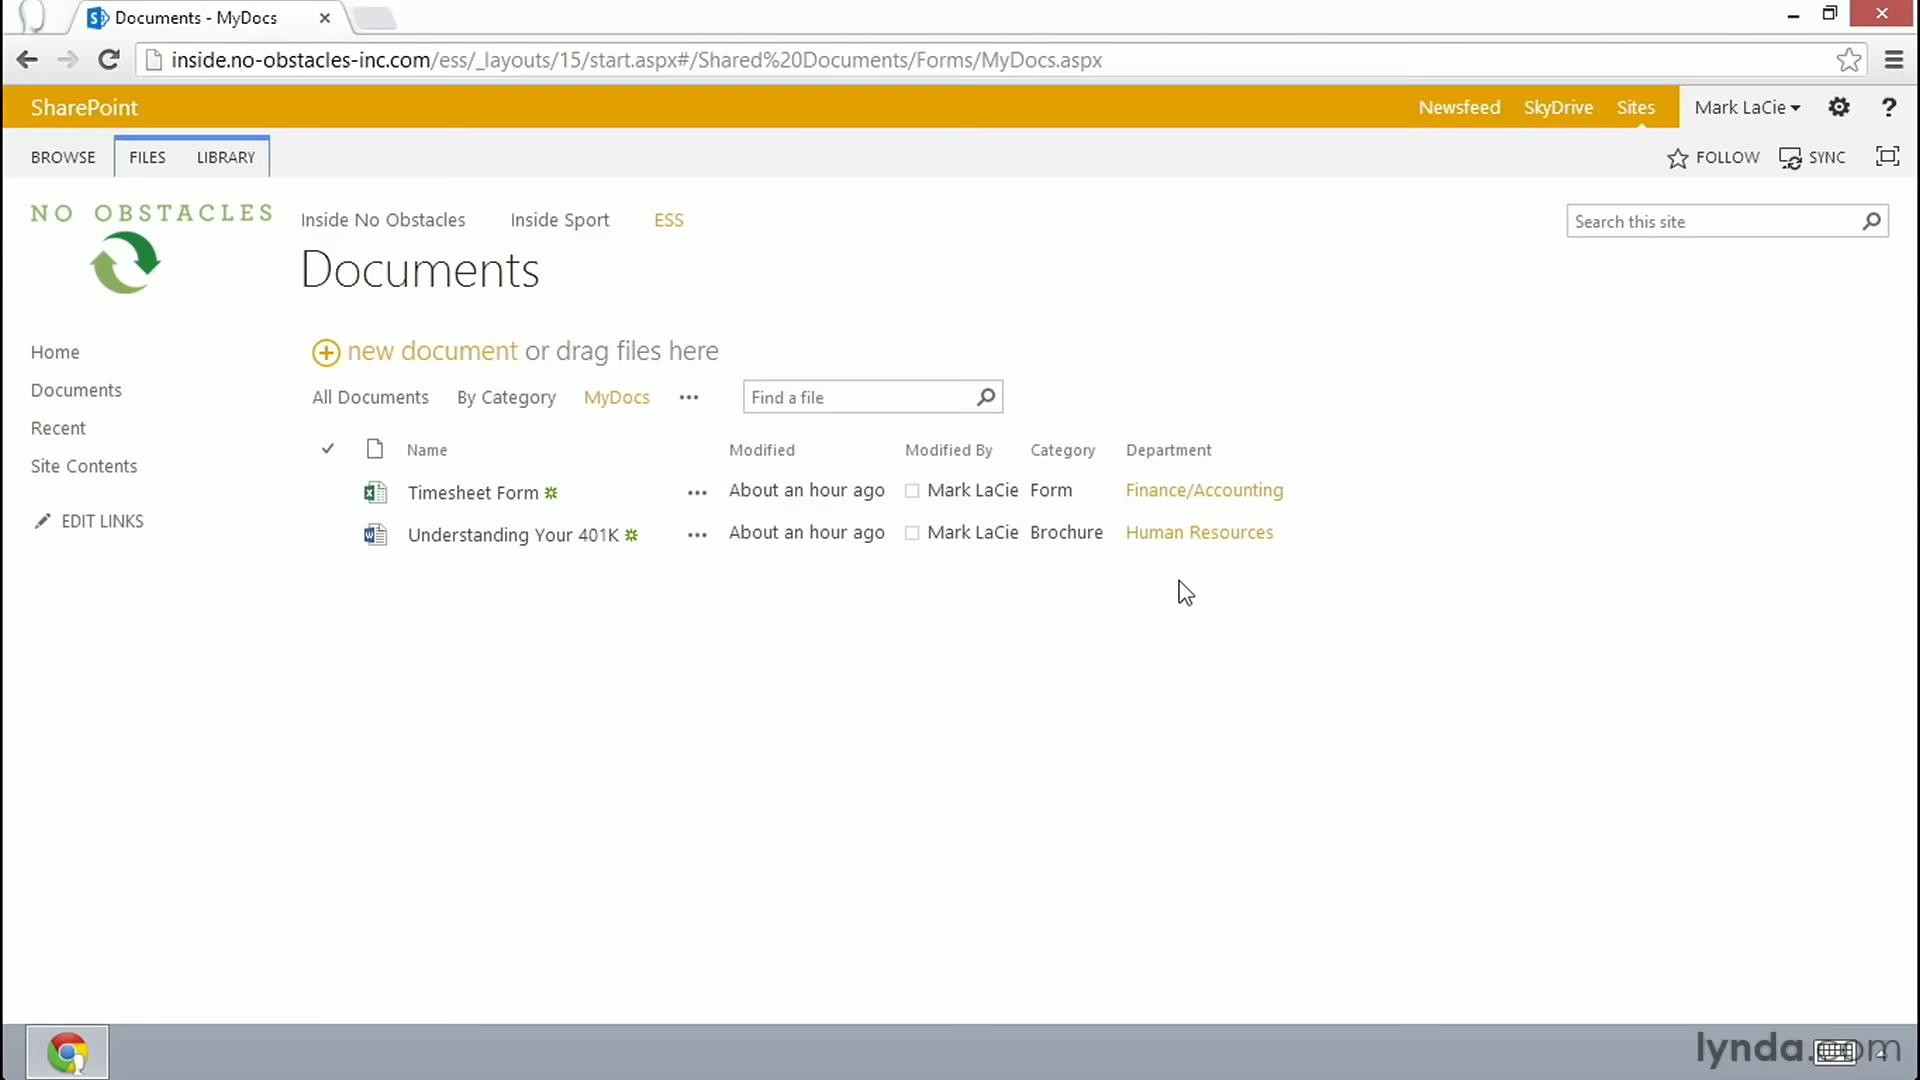 Documents - MyDocs
inside.no-obstacles-inc.com/ess/_layouts/15/start.aspx#/Shared%20Documents/Forms/MyDocs.aspx
SharePoint Newsfeed SkyDrive Sites Mark LaCie ?
BROWSE FILES LIBRARY FOLLOW SYNC
NO OBSTACLES
Inside No Obstacles Inside Sport ESS
Search this site
Documents
Home
Documents
Recent
Site Contents
EDIT LINKS
new document or drag files here
All Documents By Category MyDocs ••• Find a file
Name Modified Modified By Category Department
Timesheet Form ••• About an hour ago Mark LaCie Form Finance/Accounting
Understanding Your 401K ••• About an hour ago Mark LaCie Brochure Human Resources
lynda.com